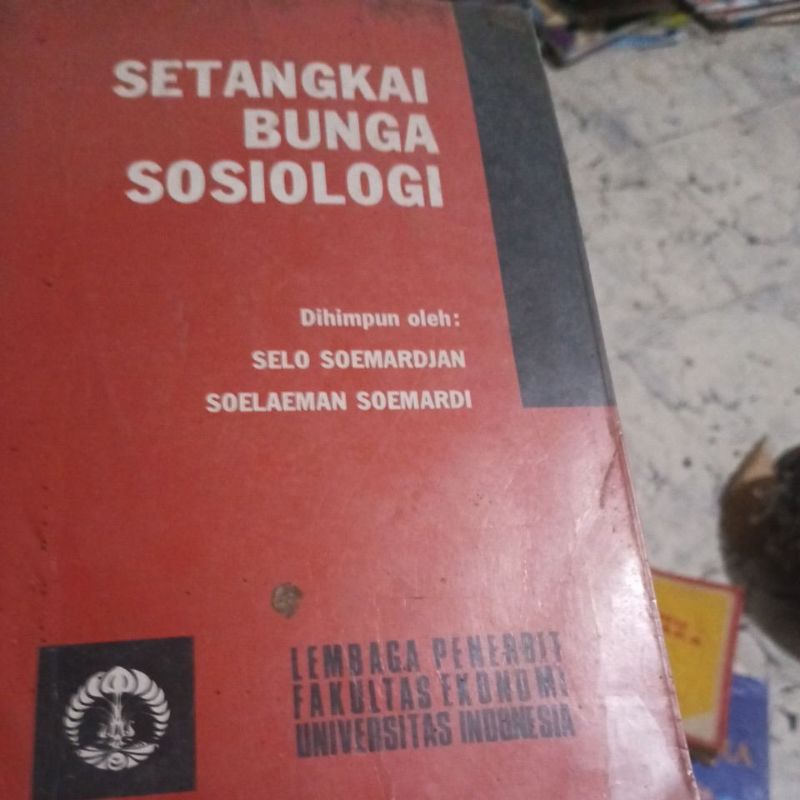 SETANGKAI
BUNGA
SOSIOLOGI
Dihimpun oleh:
SELO SOEMARDJAN
SOELAEMAN SOEMARDI
LEMBAGA PENERBIT
FAKULTAS EKONOMI
UNIVERSITAS INDONESIA